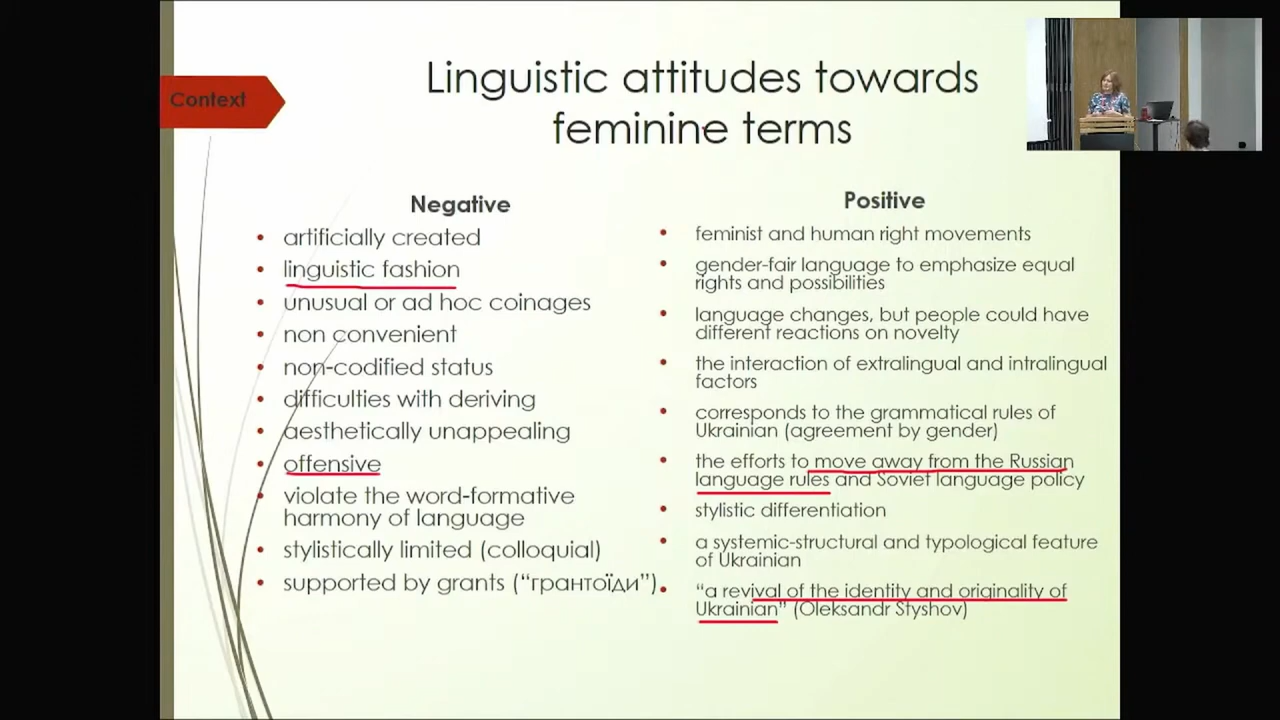 Context
Linguistic attitudes towards
feminine terms
Negative
• artificially created
• linguistic fashion
• unusual or ad hoc coinages
• non convenient
• non-codified status
• difficulties with deriving
• aesthetically unappealing
• offensive
• violate the word-formative
harmony of language
• stylistically limited (colloquial)
• supported by grants (“грантоїди”)
Positive
• feminist and human right movements
• gender-fair language to emphasize equal
rights and possibilities
• language changes, but people could have
different reactions on novelty
• the interaction of extralingual and intralingual
factors
• corresponds to the grammatical rules of
Ukrainian (agreement by gender)
• the efforts to move away from the Russian
language rules and Soviet language policy
• stylistic differentiation
• a systemic-structural and typological feature
of Ukrainian
• “a revival of the identity and originality of
Ukrainian” (Oleksandr Styshov)